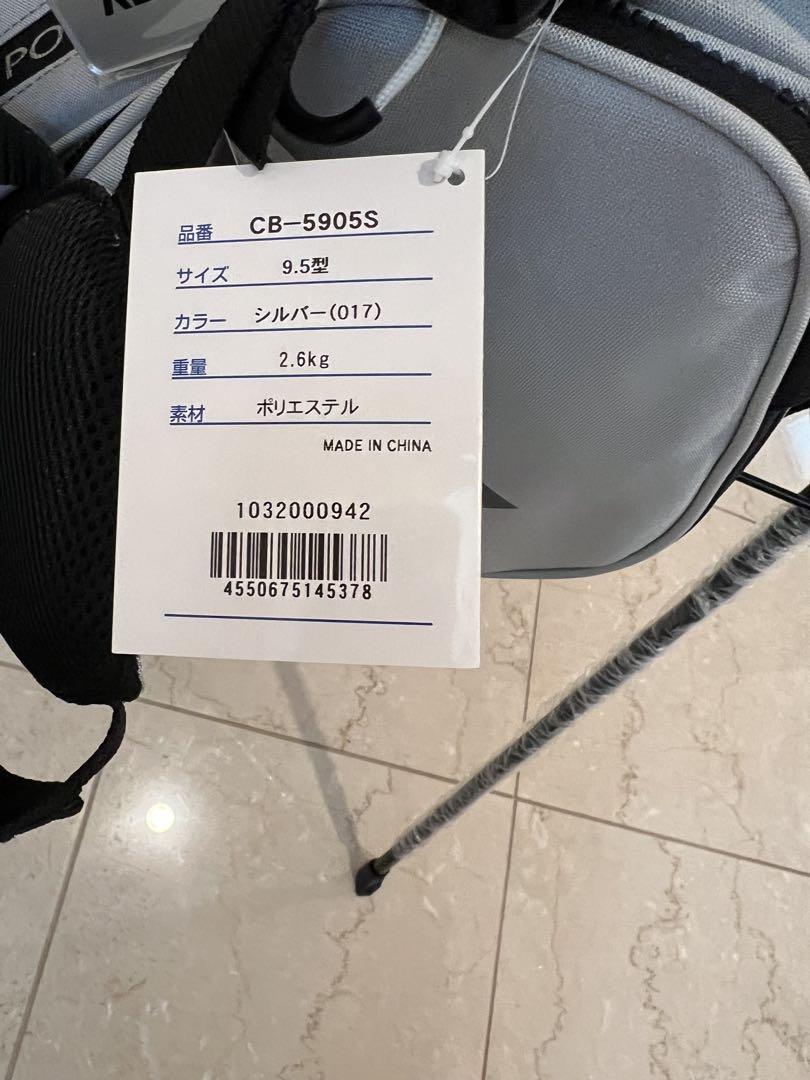 PO
品番 CB-5905S
サイズ 9.5型
カラー シルバー(017)
重量 2.6kg
素材 ポリエステル
MADE IN CHINA
1032000942
4550675145378